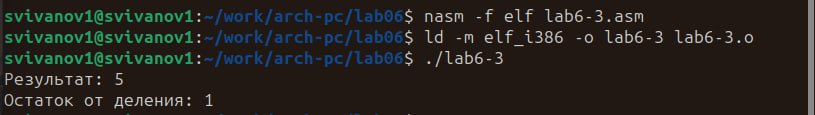 svivanov1@svivanov1:~/work/arch-pc/lab06$ nasm -f elf lab6-3.asm
svivanov1@svivanov1:~/work/arch-pc/lab06$ ld -m elf_i386 -o lab6-3 lab6-3.o
svivanov1@svivanov1:~/work/arch-pc/lab06$ ./lab6-3
Результат: 5
Остаток от деления: 1